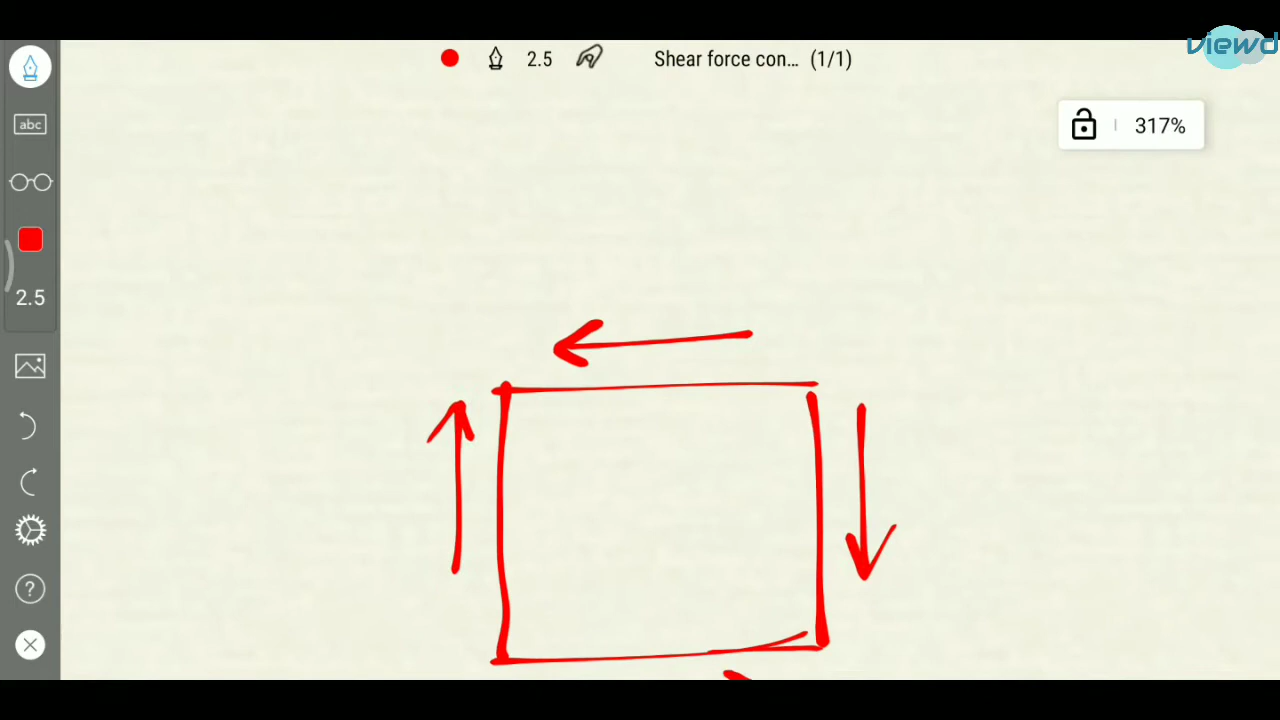 2.5 Shear force con... (1/1)
viewd
abc
317%
2.5
?